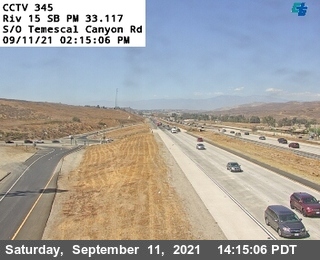 CCTV 345
Riv 15 SB PM 33.117
S/O Temescal Canyon Rd
09/11/21 02:15:06 PM
Saturday, September 11, 2021 14:15:06 PDT